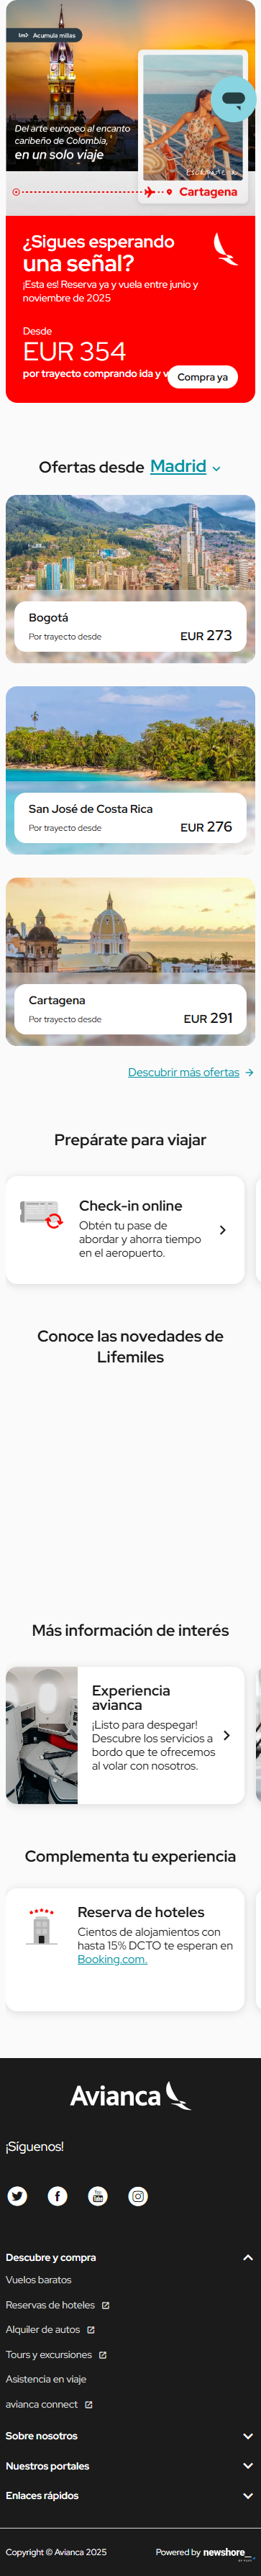 lm> Acumula millas
Del arte europeo al encanto
caribeño de Colombia,
en un solo viaje
ESCANÉALA
Cartagena
¿Sigues esperando
una señal?
¡Esta es! Reserva ya y vuela entre junio y
noviembre de 2025
Desde
EUR 354
por trayecto comprando ida y v
Compra ya
Ofertas desde Madrid
Bogotá
Por trayecto desde
EUR 273
San José de Costa Rica
Por trayecto desde
EUR 276
Cartagena
Por trayecto desde
EUR 291
Descubrir más ofertas
Prepárate para viajar
Check-in online
Obtén tu pase de
abordar y ahorra tiempo
en el aeropuerto.
Conoce las novedades de
Lifemiles
Más información de interés
Experiencia
avianca
¡Listo para despegar!
Descubre los servicios a
bordo que te ofrecemos
al volar con nosotros.
Complementa tu experiencia
Reserva de hoteles
Cientos de alojamientos con
hasta 15% DCTO te esperan en
Booking.com.
Avianca
¡Síguenos!
You
Tube
Descubre y compra
Vuelos baratos
Reservas de hoteles
Alquiler de autos
Tours y excursiones
Asistencia en viaje
avianca connect
Sobre nosotros
Nuestros portales
Enlaces rápidos
Copyright © Avianca 2025
Powered by newshore_